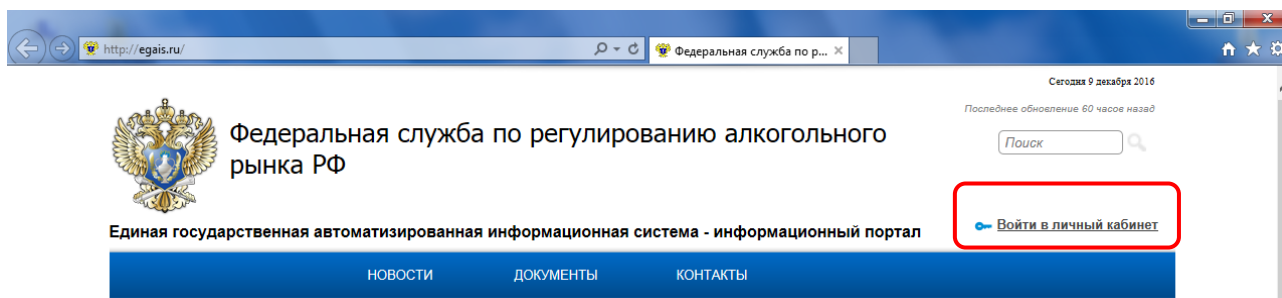 http://egais.ru/
Федеральная служба по р...
Сегодня 9 декабря 2016
Последнее обновление 60 часов назад
Федеральная служба по регулированию алкогольного
рынка РФ
Поиск
Войти в личный кабинет
Единая государственная автоматизированная информационная система - информационный портал
НОВОСТИ ДОКУМЕНТЫ КОНТАКТЫ